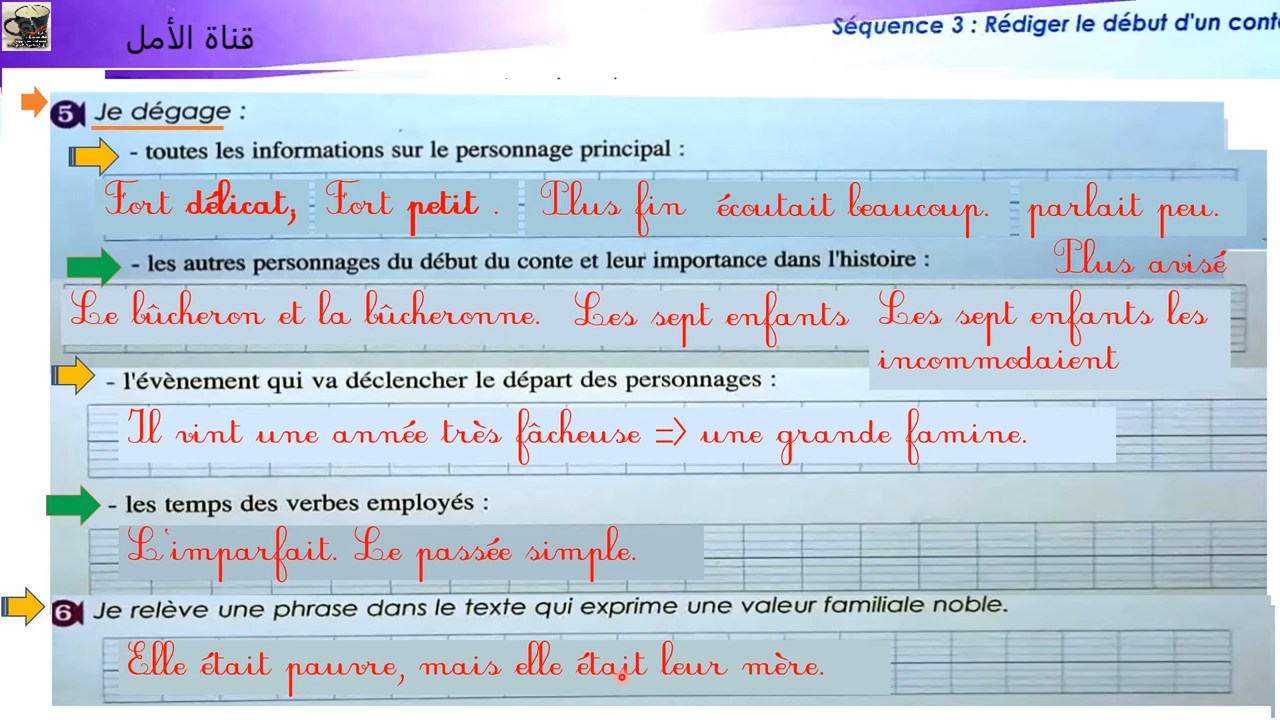 قناة الأمل
Séquence 3 : Rédiger le début d'un cont
5 Je dégage :
- toutes les informations sur le personnage principal :
Fort délicat, Fort petit . Plus fin écoutait beaucoup. parlait peu.
Plus avisé
- les autres personnages du début du conte et leur importance dans l'histoire :
Le bûcheron et la bûcheronne. Les sept enfants Les sept enfants les
incommodaient
- l'évènement qui va déclencher le départ des personnages :
Il vint une année très fâcheuse => une grande famine.
- les temps des verbes employés :
L'imparfait. Le passée simple.
6 Je relève une phrase dans le texte qui exprime une valeur familiale noble.
Elle était pauvre, mais elle était leur mère.